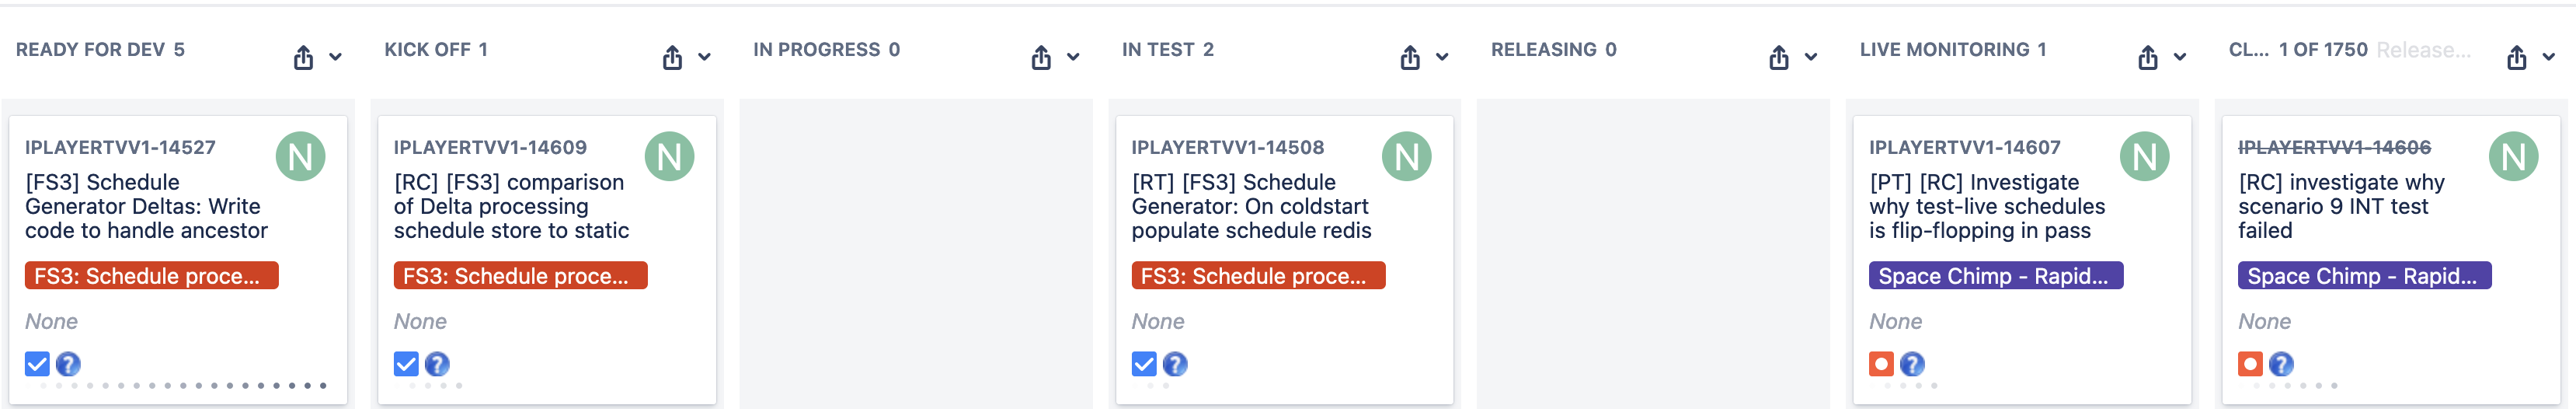 READY FOR DEV 5
KICK OFF 1
IN PROGRESS 0
IN TEST 2
RELEASING 0
LIVE MONITORING 1
CL... 1 OF 1750 Release...
IPLAYERTVV1-14527
N
[FS3] Schedule
Generator Deltas: Write
code to handle ancestor
FS3: Schedule proce...
None
IPLAYERTVV1-14609
N
[RC] [FS3] comparison
of Delta processing
schedule store to static
FS3: Schedule proce...
None
IPLAYERTVV1-14508
N
[RT] [FS3] Schedule
Generator: On coldstart
populate schedule redis
FS3: Schedule proce...
None
IPLAYERTVV1-14607
N
[PT] [RC] Investigate
why test-live schedules
is flip-flopping in pass
Space Chimp - Rapid...
None
IPLAYERTVV1-14606
N
[RC] investigate why
scenario 9 INT test
failed
Space Chimp - Rapid...
None